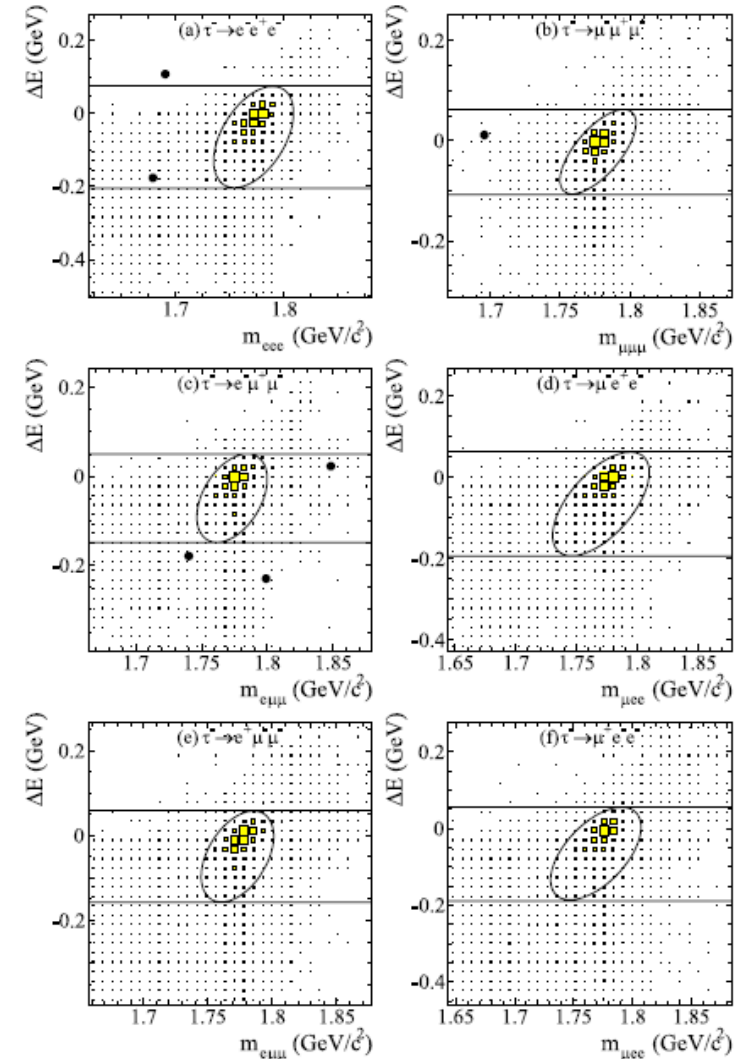 (a) τ⁻→e⁻e⁺e⁻
ΔE (GeV)
0.2
0
-0.2
-0.4
1.7 1.8
m_eee (GeV/c²)
(b) τ⁻→μ⁻μ⁺μ⁻
ΔE (GeV)
0.2
0
-0.2
1.7 1.75 1.8 1.85
m_μμμ (GeV/c²)
(c) τ⁻→e⁻μ⁺μ⁻
ΔE (GeV)
0.2
0
-0.2
1.7 1.75 1.8 1.85
m_eμμ (GeV/c²)
(d) τ⁻→μ⁻e⁺e⁻
ΔE (GeV)
0.2
0
-0.2
-0.4
1.65 1.7 1.75 1.8 1.85
m_μee (GeV/c²)
(e) τ⁻→e⁺μ⁻μ⁻
ΔE (GeV)
0.2
0
-0.2
1.7 1.75 1.8 1.85
m_eμμ (GeV/c²)
(f) τ⁻→μ⁺e⁻e⁻
ΔE (GeV)
0.2
0
-0.2
-0.4
1.65 1.7 1.75 1.8 1.85
m_μee (GeV/c²)